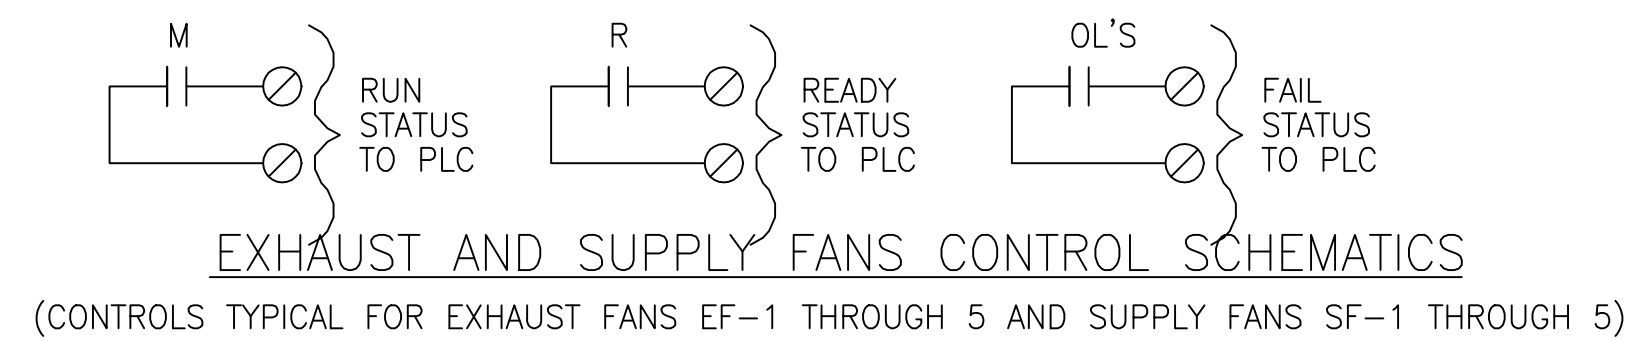 M
RUN
STATUS
TO PLC
R
READY
STATUS
TO PLC
OL'S
FAIL
STATUS
TO PLC
EXHAUST AND SUPPLY FANS CONTROL SCHEMATICS
(CONTROLS TYPICAL FOR EXHAUST FANS EF-1 THROUGH 5 AND SUPPLY FANS SF-1 THROUGH 5)